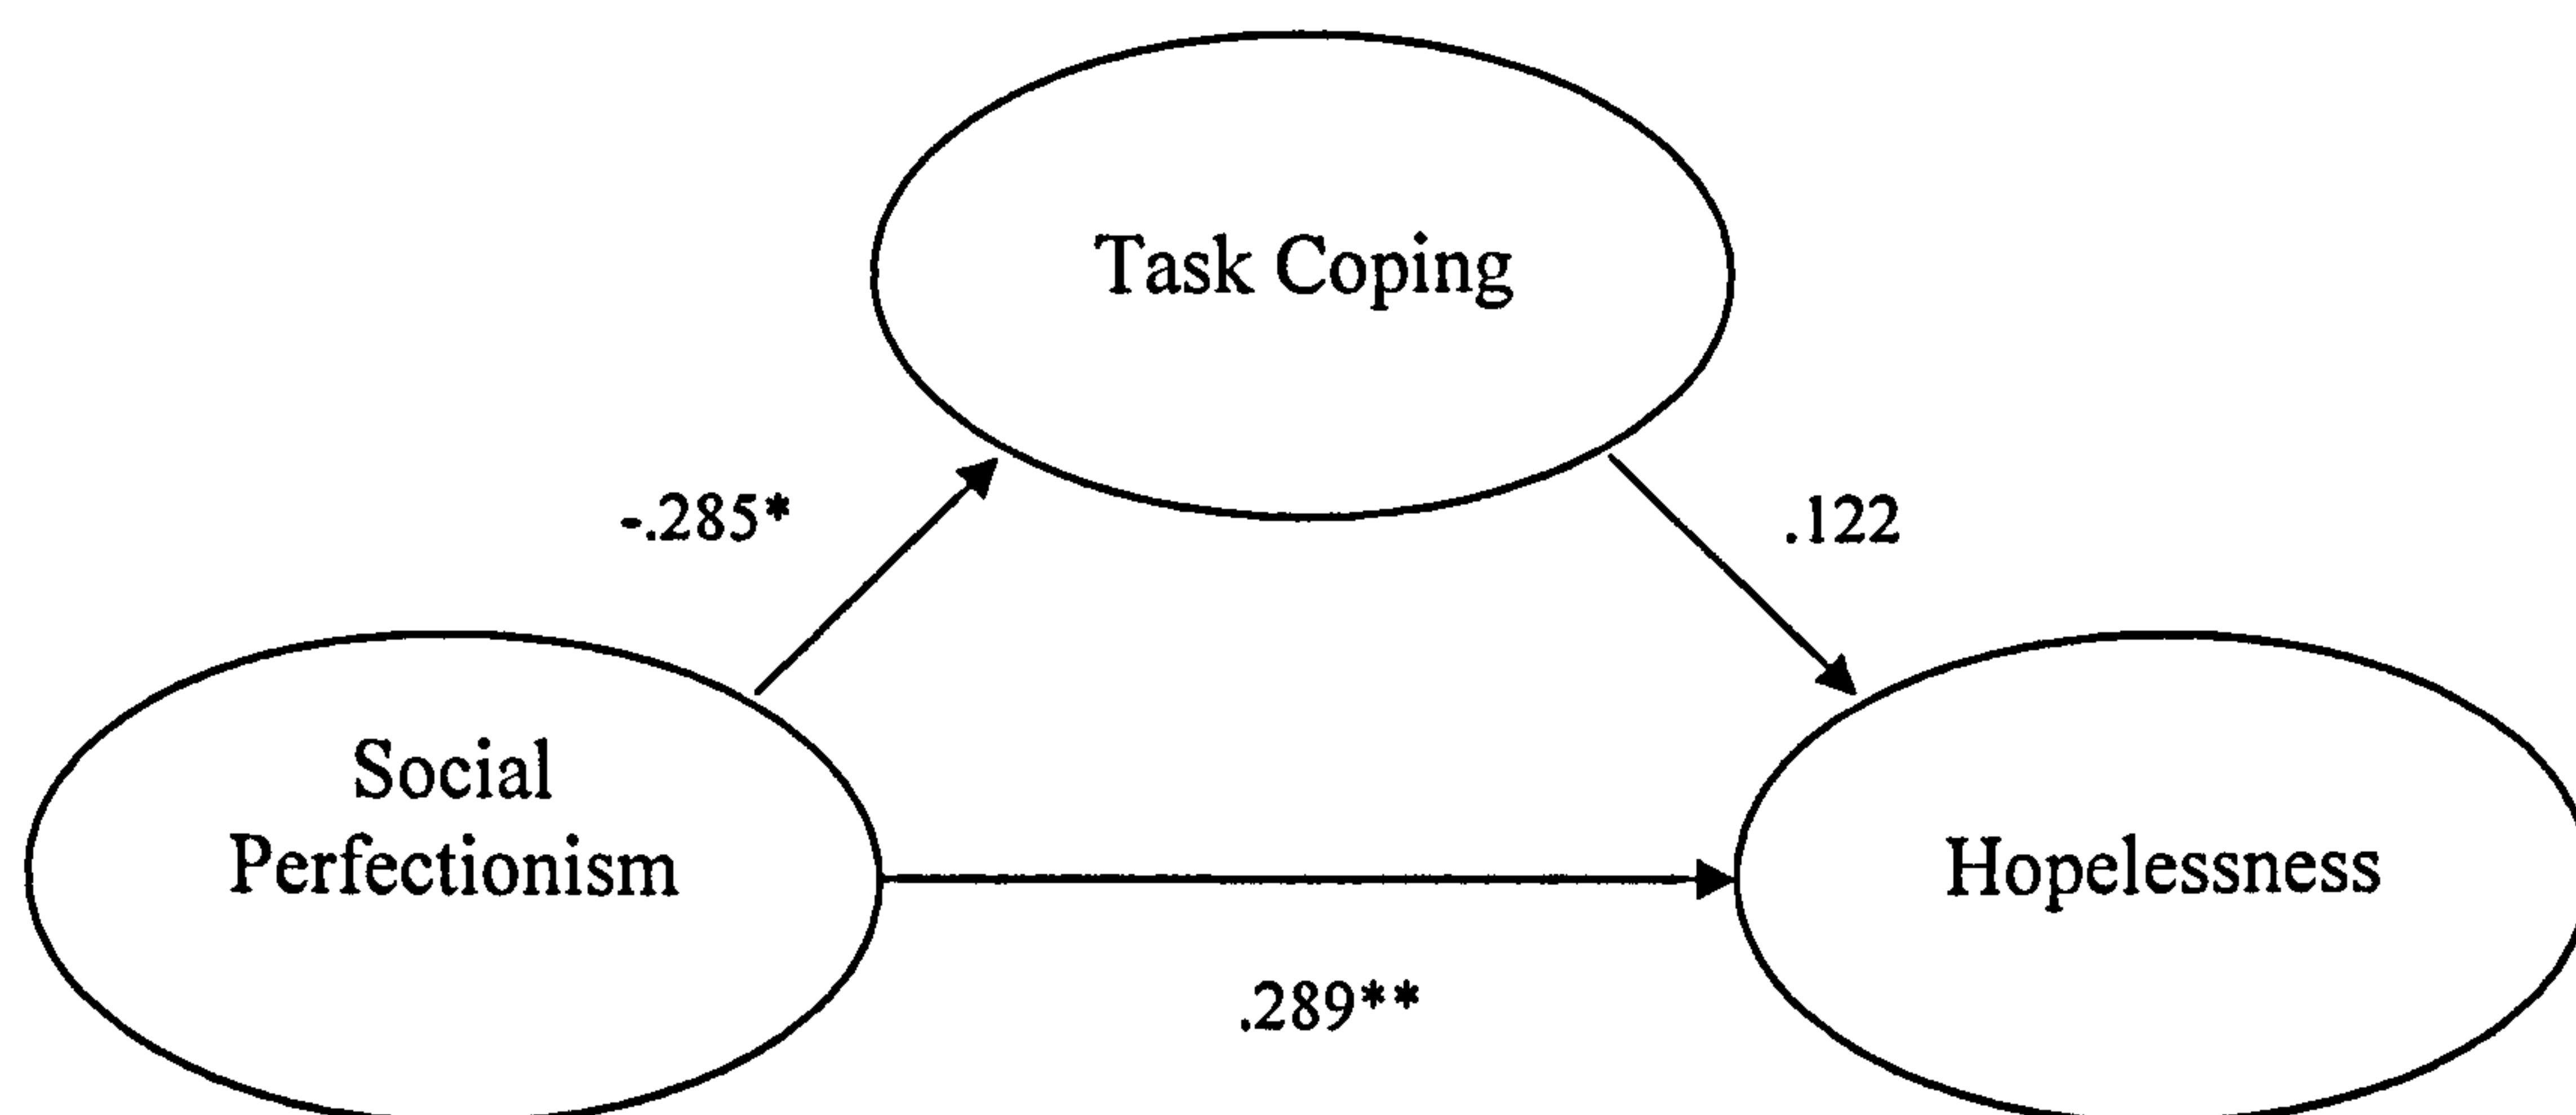 Task Coping
-.285*
.122
Social
Perfectionism
Hopelessness
.289**